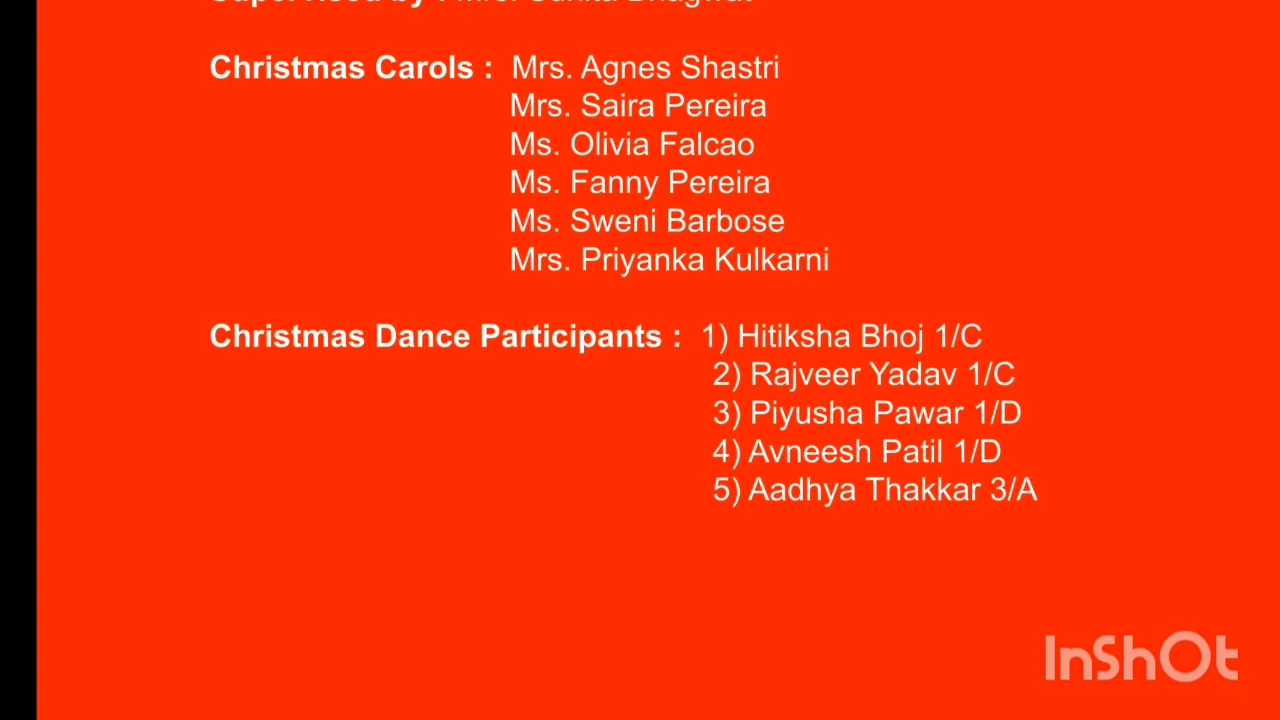 Christmas Carols : Mrs. Agnes Shastri
Mrs. Saira Pereira
Ms. Olivia Falcao
Ms. Fanny Pereira
Ms. Sweni Barbose
Mrs. Priyanka Kulkarni
Christmas Dance Participants : 1) Hitiksha Bhoj 1/C
2) Rajveer Yadav 1/C
3) Piyusha Pawar 1/D
4) Avneesh Patil 1/D
5) Aadhya Thakkar 3/A
InShOt